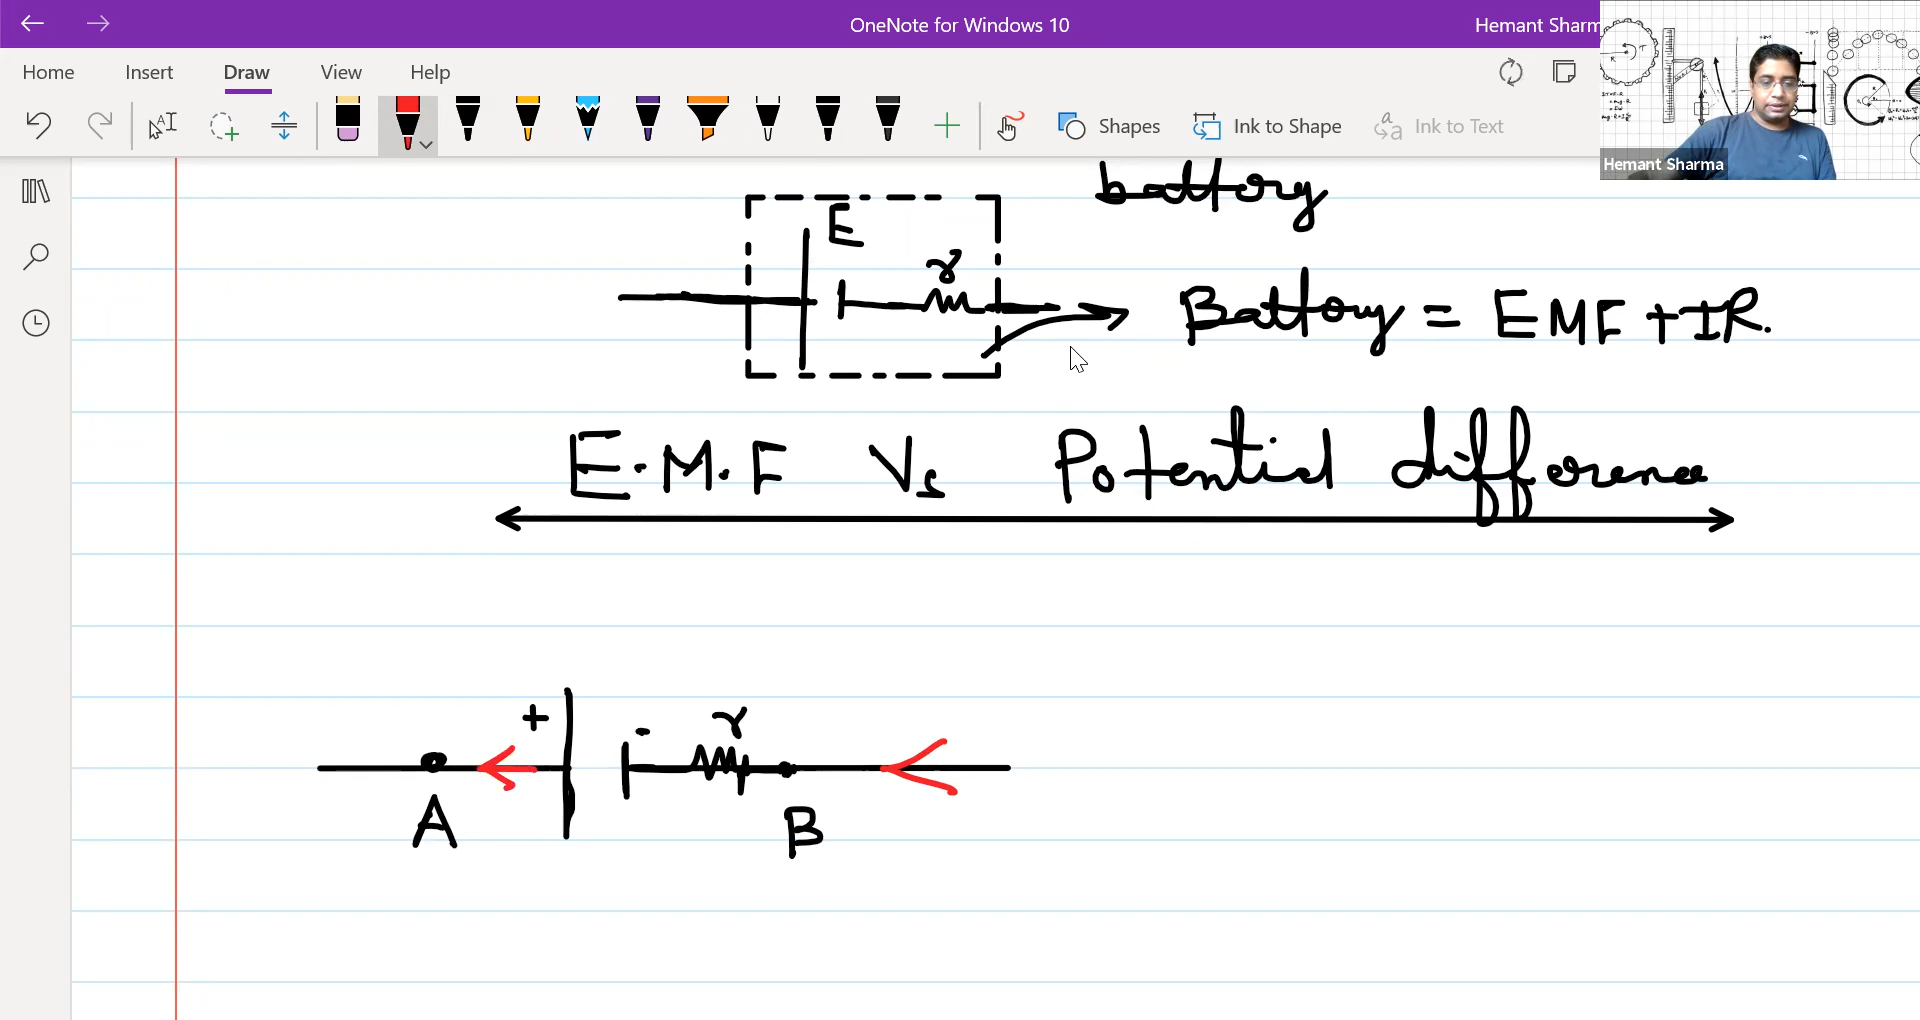 OneNote for Windows 10
Hemant Sharm
Home Insert Draw View Help
Shapes Ink to Shape Ink to Text
Hemant Sharma
battery
E
r
Battery = EMF + IR.
E.M.F Vs Potential difference
+ - r
A B